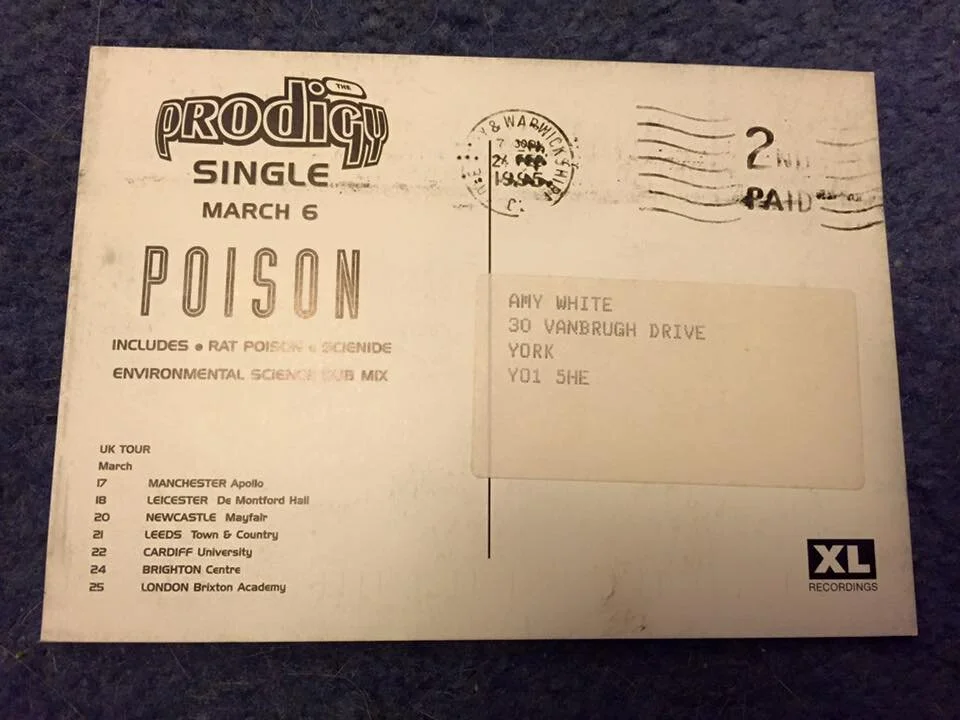 THE
PRODIGY
SINGLE
MARCH 6
POISON
INCLUDES • RAT POISON • SCIENIDE
ENVIRONMENTAL SCIENCE DUB MIX
UK TOUR
March
17 MANCHESTER Apollo
18 LEICESTER De Montford Hall
20 NEWCASTLE Mayfair
21 LEEDS Town & Country
22 CARDIFF University
24 BRIGHTON Centre
25 LONDON Brixton Academy
Y & WARWICKSHIRE
24 FEB
1995
2ND
PAID
AMY WHITE
30 VANBRUGH DRIVE
YORK
YO1 5HE
XL
RECORDINGS